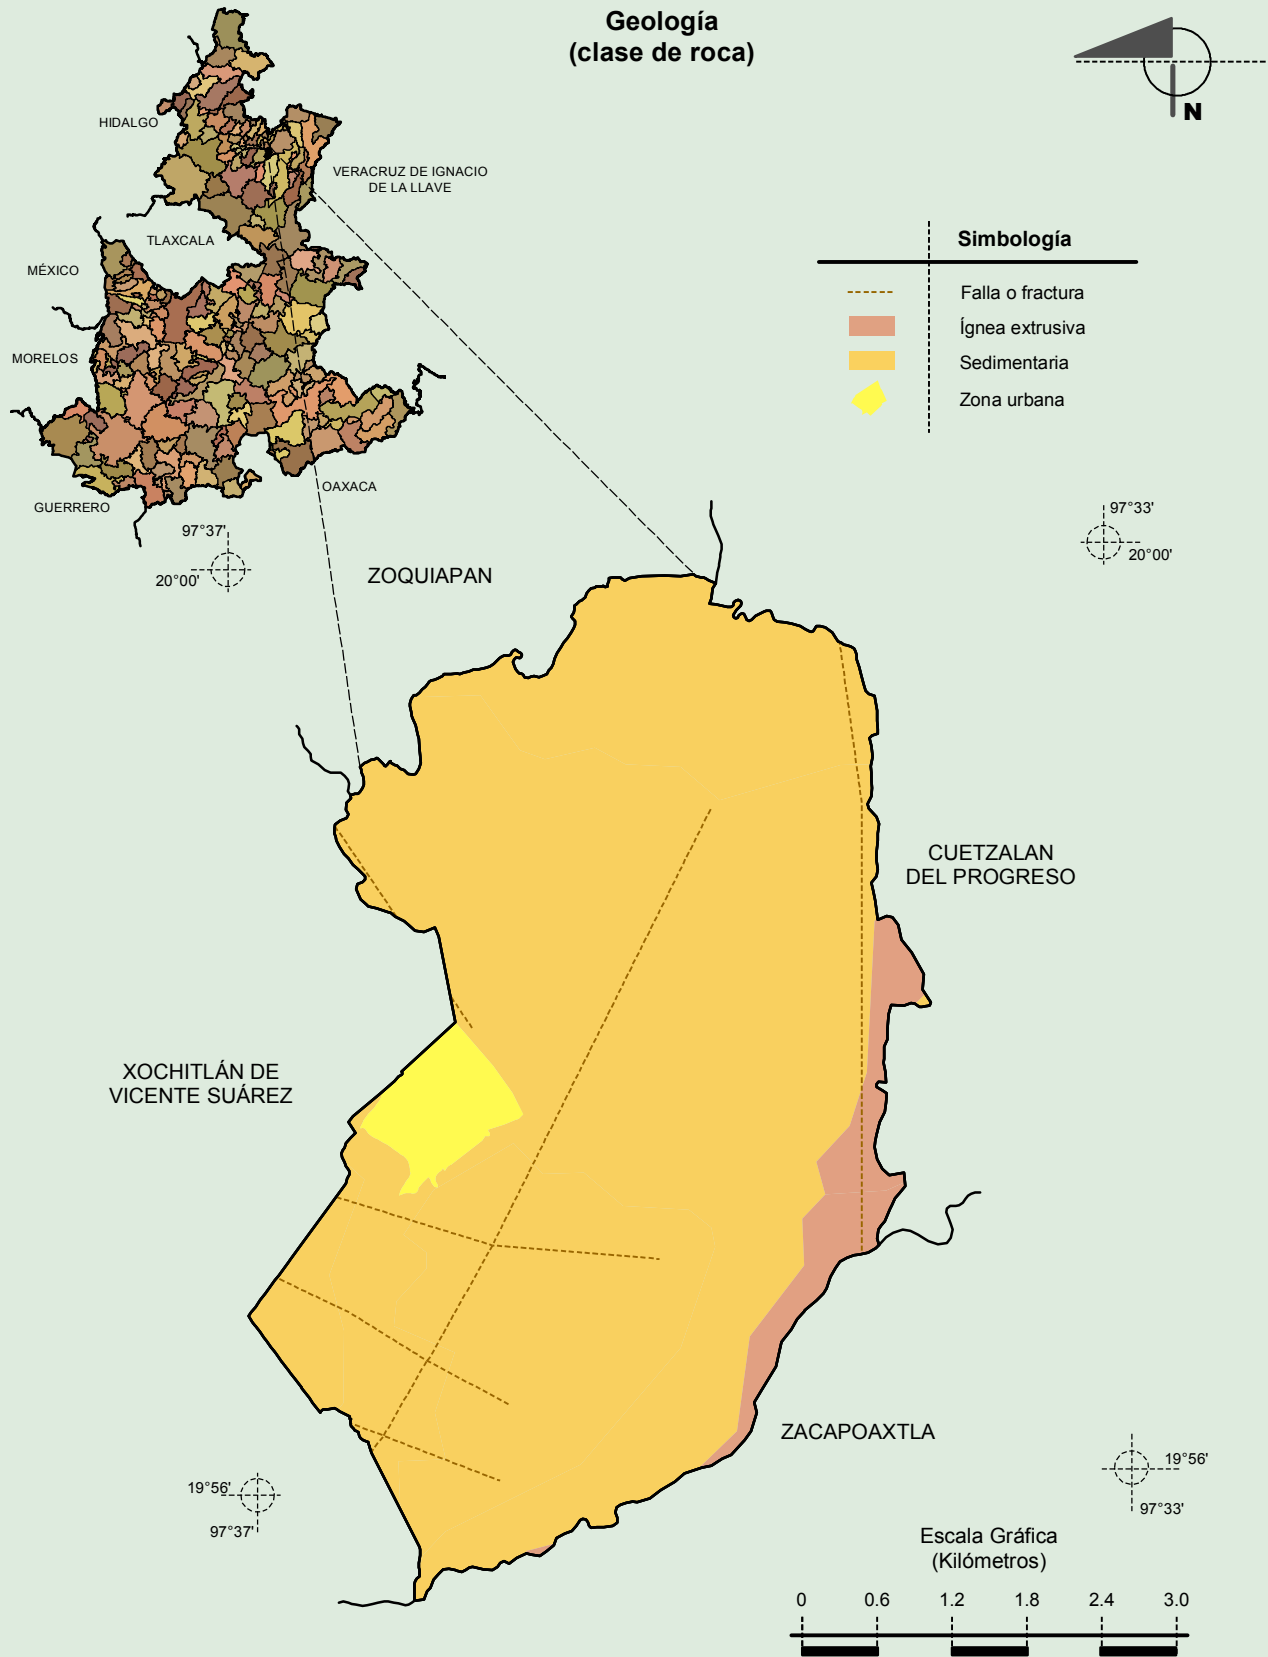 Geología
(clase de roca)
N
HIDALGO
VERACRUZ DE IGNACIO
DE LA LLAVE
TLAXCALA
MÉXICO
MORELOS
GUERRERO
OAXACA
Simbología
Falla o fractura
Ígnea extrusiva
Sedimentaria
Zona urbana
97°37'
20°00'
97°33'
20°00'
ZOQUIAPAN
CUETZALAN
DEL PROGRESO
XOCHITLÁN DE
VICENTE SUÁREZ
ZACAPOAXTLA
19°56'
97°37'
19°56'
97°33'
Escala Gráfica
(Kilómetros)
0 0.6 1.2 1.8 2.4 3.0